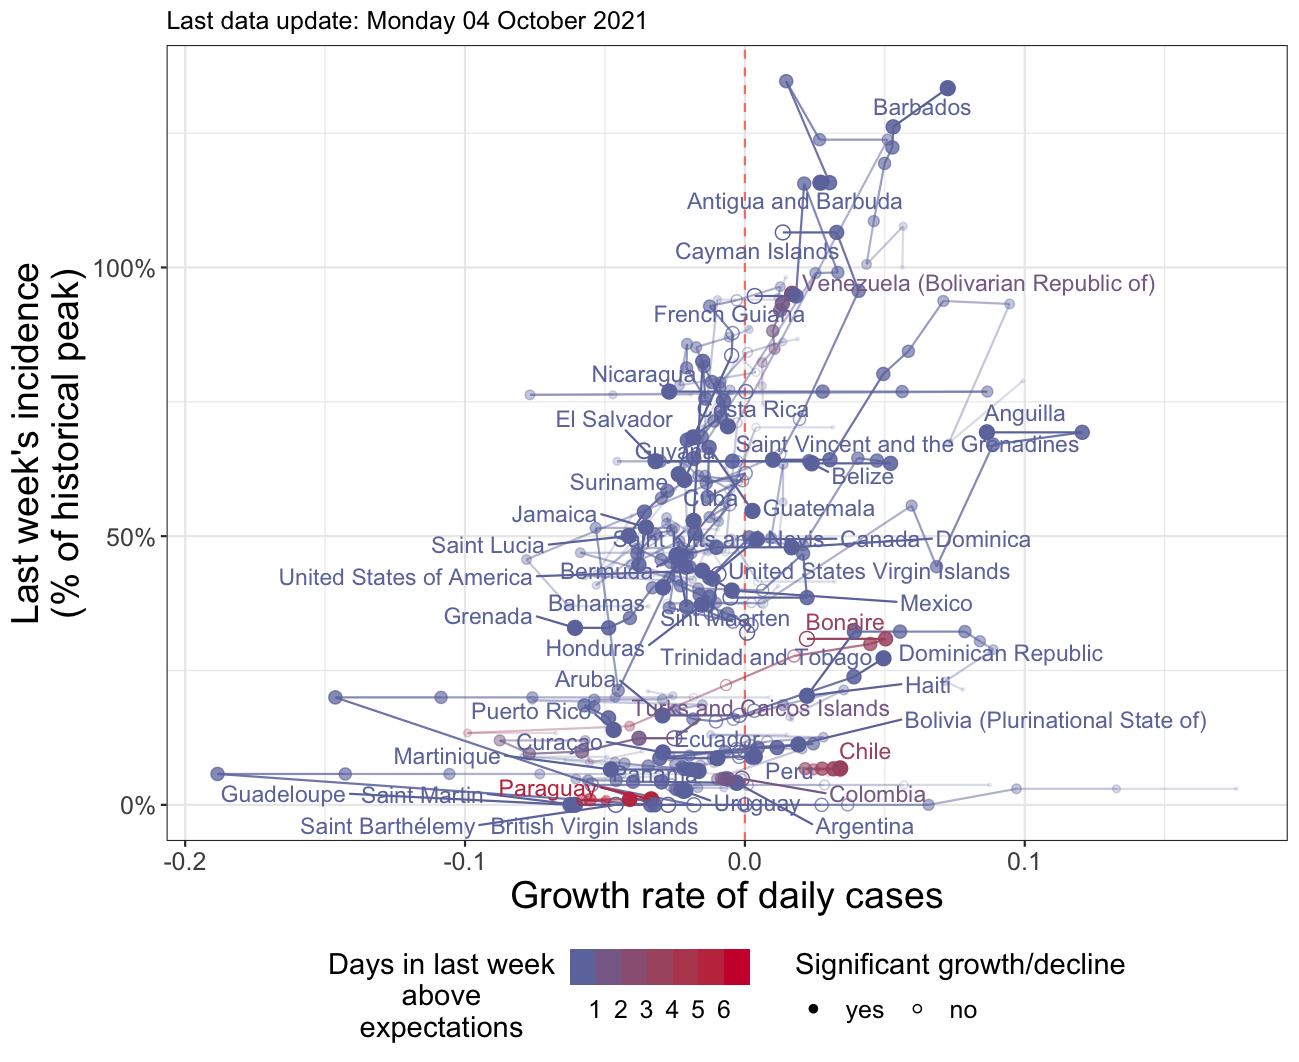 Last data update: Monday 04 October 2021
Last week's incidence
(% of historical peak)
100%
50%
0%
Barbados
Antigua and Barbuda
Cayman Islands
Venezuela (Bolivarian Republic of)
French Guiana
Nicaragua
Costa Rica
El Salvador
Anguilla
Guyana
Saint Vincent and the Grenadines
Suriname
Belize
Cuba
Jamaica
Guatemala
Saint Lucia
Saint Kitts and Nevis
Canada
Dominica
United States of America
Bermuda
United States Virgin Islands
Bahamas
Mexico
Grenada
Sint Maarten
Bonaire
Honduras
Trinidad and Tobago
Dominican Republic
Aruba
Haiti
Puerto Rico
Turks and Caicos Islands
Bolivia (Plurinational State of)
Curaçao
Ecuador
Chile
Martinique
Panama
Peru
Paraguay
Guadeloupe
Saint Martin
Colombia
Uruguay
Saint Barthélemy
British Virgin Islands
Argentina
-0.2
-0.1
0.0
0.1
Growth rate of daily cases
Days in last week
above
expectations
1 2 3 4 5 6
Significant growth/decline
yes
no